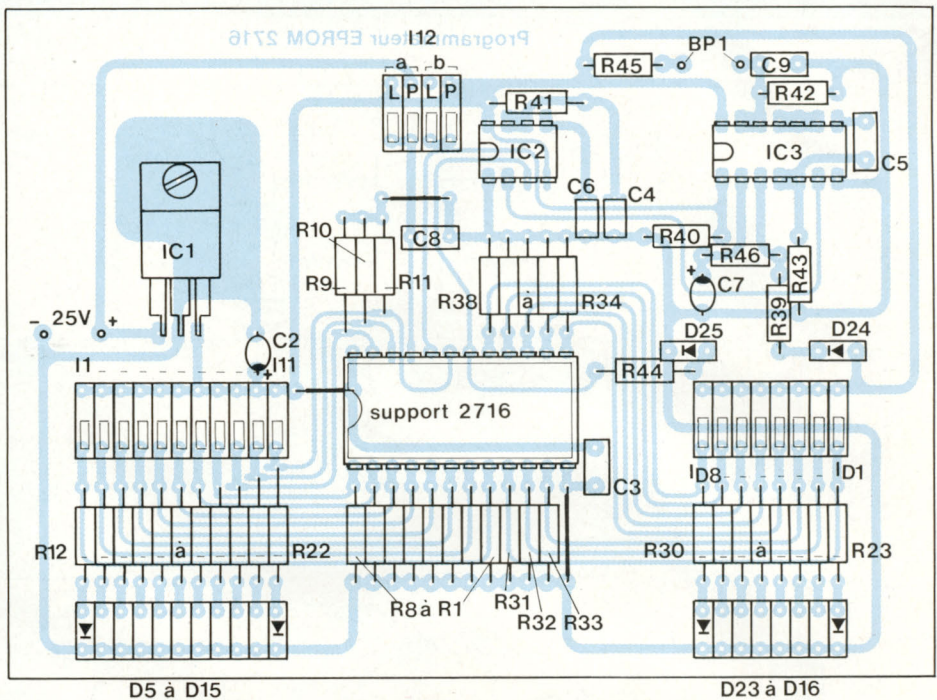 Programmateur EPROM 2716
I12
a b
L P L P
R45
BP1
C9
R42
R41
IC2
IC3
C5
C6
C4
R10
C8
R40
R46
IC1
R9
R11
R38
à
R34
C7
R43
R39
- 25V +
C2
D25
D24
I1
I11
R44
support 2716
C3
ID8
ID1
R12
à
R22
R30
à
R23
R8 à R1
R31
R32
R33
D5 à D15
D23 à D16